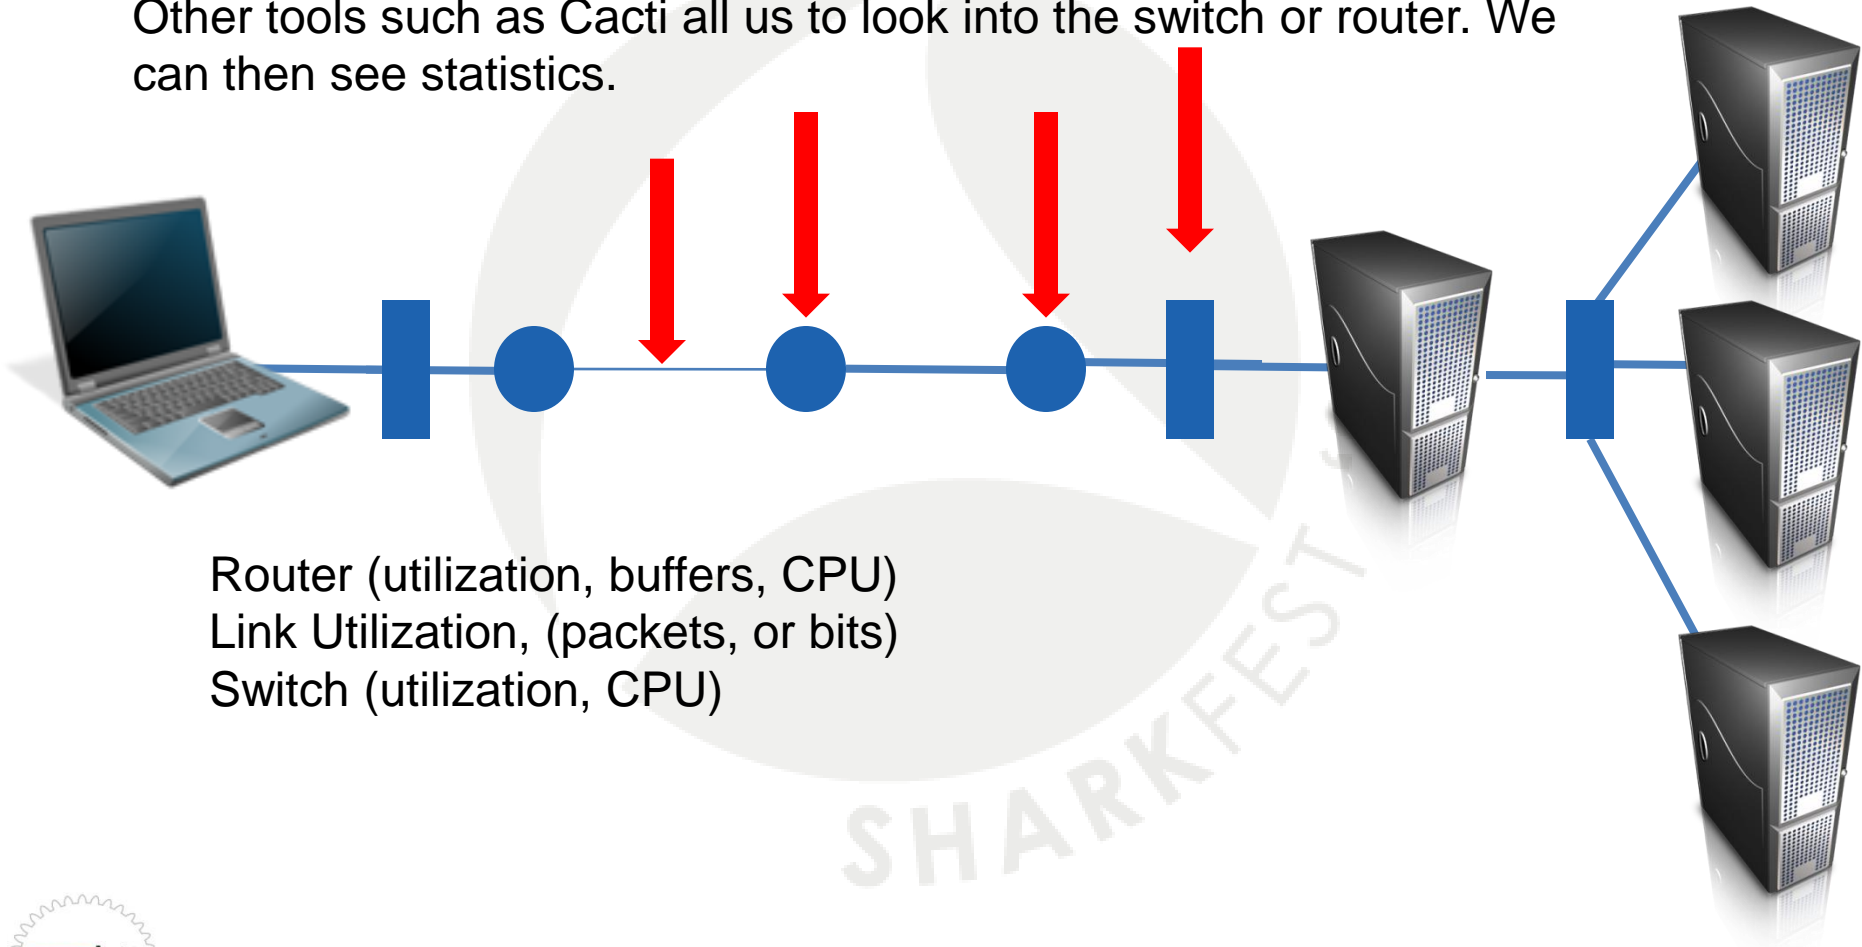 Other tools such as Cacti all us to look into the switch or router. We
can then see statistics.
Router (utilization, buffers, CPU)
Link Utilization, (packets, or bits)
Switch (utilization, CPU)
SHARKFEST